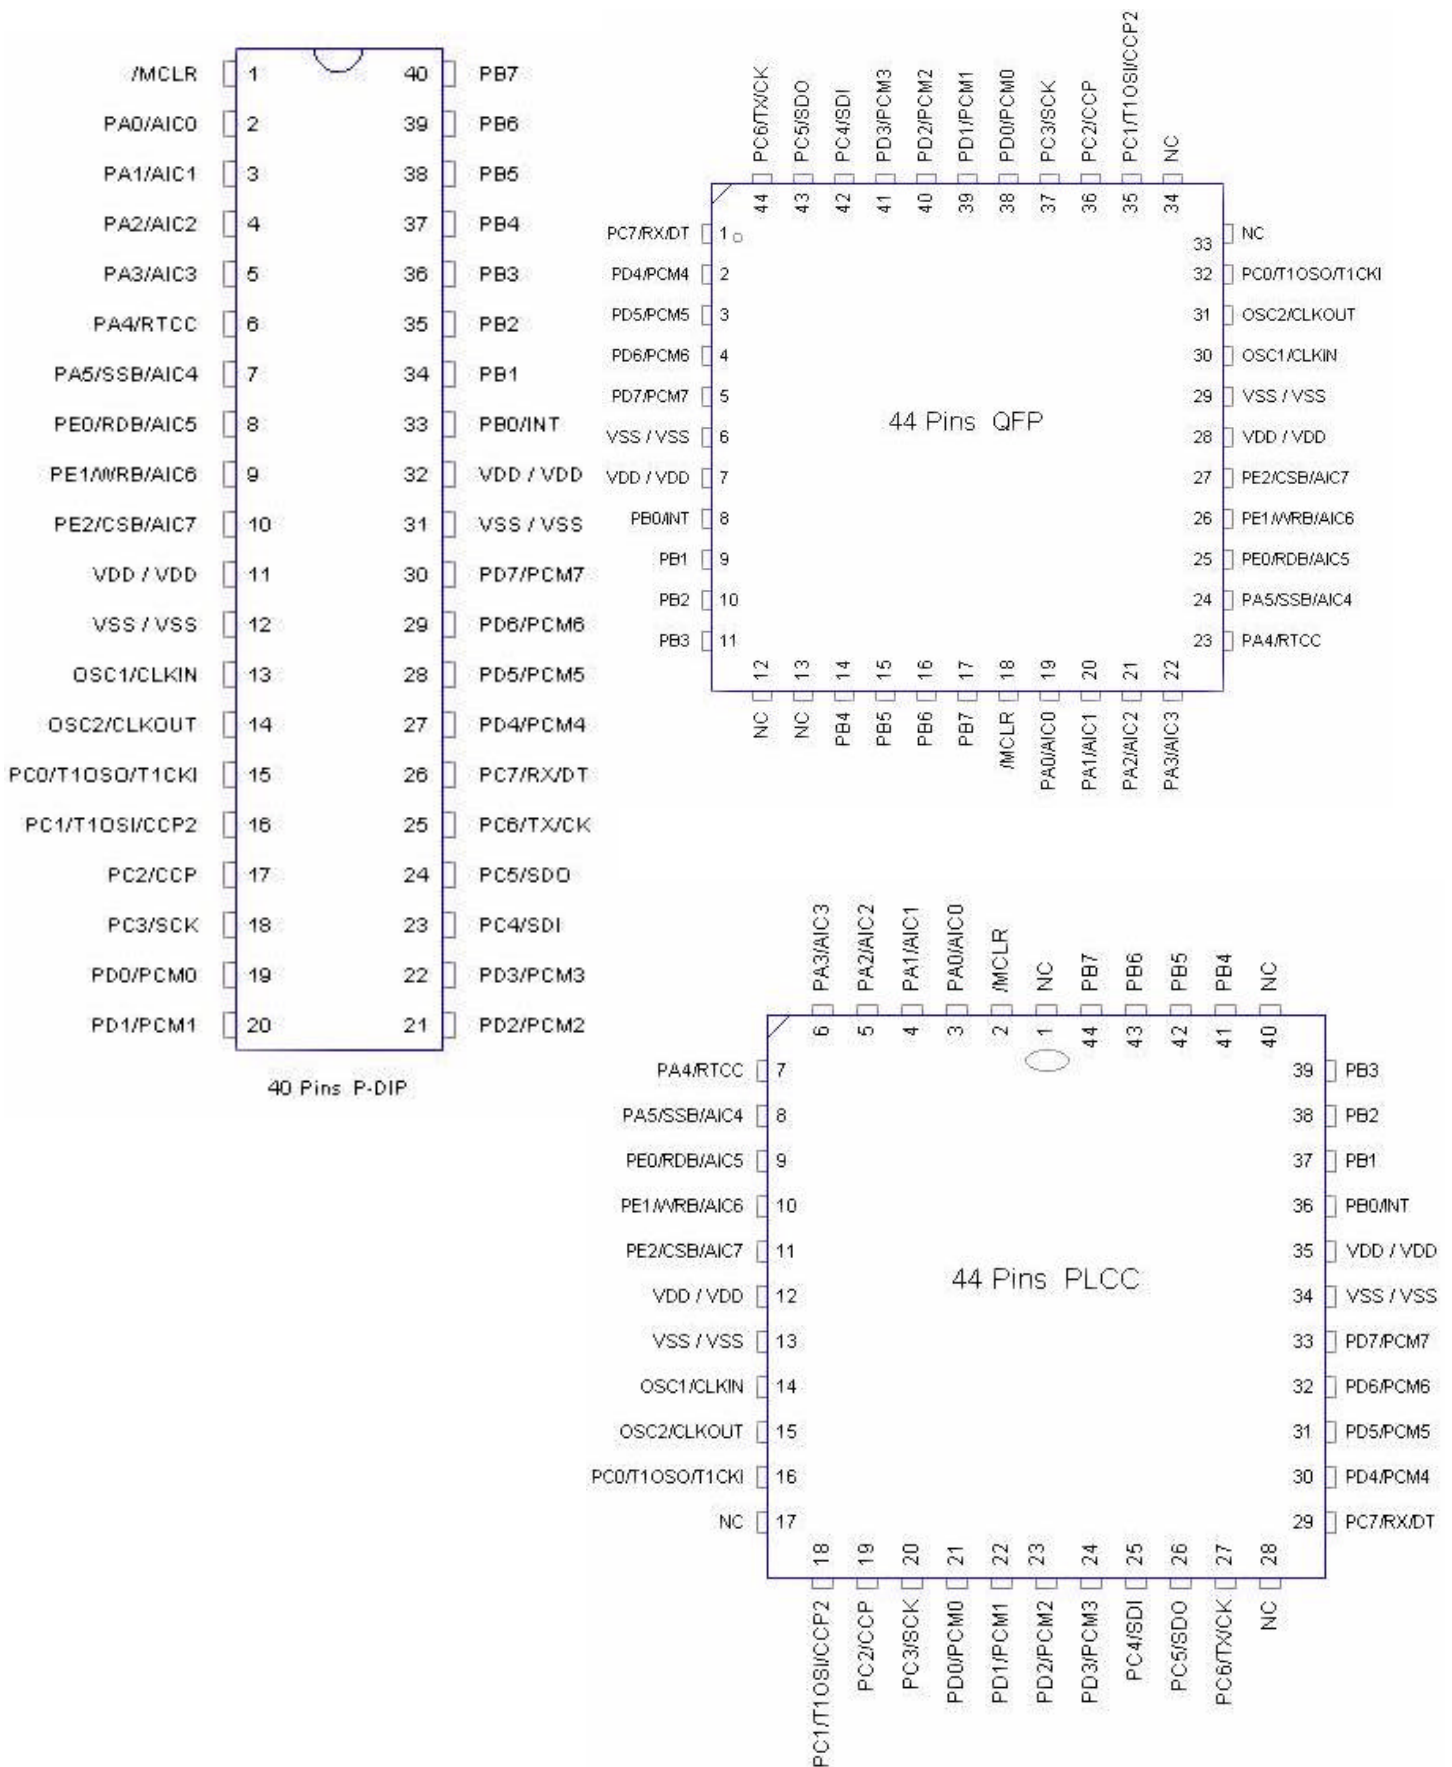 /MCLR 1 40 PB7
PA0/AIC0 2 39 PB6
PA1/AIC1 3 38 PB5
PA2/AIC2 4 37 PB4
PA3/AIC3 5 36 PB3
PA4/RTCC 6 35 PB2
PA5/SSB/AIC4 7 34 PB1
PE0/RDB/AIC5 8 33 PB0/INT
PE1/WRB/AIC6 9 32 VDD / VDD
PE2/CSB/AIC7 10 31 VSS / VSS
VDD / VDD 11 30 PD7/PCM7
VSS / VSS 12 29 PD6/PCM6
OSC1/CLKIN 13 28 PD5/PCM5
OSC2/CLKOUT 14 27 PD4/PCM4
PC0/T1OSO/T1CKI 15 26 PC7/RX/DT
PC1/T1OSI/CCP2 16 25 PC6/TX/CK
PC2/CCP 17 24 PC5/SDO
PC3/SCK 18 23 PC4/SDI
PD0/PCM0 19 22 PD3/PCM3
PD1/PCM1 20 21 PD2/PCM2
40 Pins P-DIP
PC6/TX/CK
PC5/SDO
PC4/SDI
PD3/PCM3
PD2/PCM2
PD1/PCM1
PD0/PCM0
PC3/SCK
PC2/CCP
PC1/T1OSI/CCP2
NC
44 43 42 41 40 39 38 37 36 35 34
PC7/RX/DT 1 33 NC
PD4/PCM4 2 32 PC0/T1OSO/T1CKI
PD5/PCM5 3 31 OSC2/CLKOUT
PD6/PCM6 4 30 OSC1/CLKIN
PD7/PCM7 5 29 VSS / VSS
44 Pins QFP
VSS / VSS 6 28 VDD / VDD
VDD / VDD 7 27 PE2/CSB/AIC7
PB0/INT 8 26 PE1/WRB/AIC6
PB1 9 25 PE0/RDB/AIC5
PB2 10 24 PA5/SSB/AIC4
PB3 11 23 PA4/RTCC
12 13 14 15 16 17 18 19 20 21 22
NC
NC
PB4
PB5
PB6
PB7
/MCLR
PA0/AIC0
PA1/AIC1
PA2/AIC2
PA3/AIC3
PA3/AIC3
PA2/AIC2
PA1/AIC1
PA0/AIC0
/MCLR
NC
PB7
PB6
PB5
PB4
NC
6 5 4 3 2 1 44 43 42 41 40
PA4/RTCC 7 39 PB3
PA5/SSB/AIC4 8 38 PB2
PE0/RDB/AIC5 9 37 PB1
PE1/WRB/AIC6 10 36 PB0/INT
PE2/CSB/AIC7 11 35 VDD / VDD
44 Pins PLCC
VDD / VDD 12 34 VSS / VSS
VSS / VSS 13 33 PD7/PCM7
OSC1/CLKIN 14 32 PD6/PCM6
OSC2/CLKOUT 15 31 PD5/PCM5
PC0/T1OSO/T1CKI 16 30 PD4/PCM4
NC 17 29 PC7/RX/DT
18 19 20 21 22 23 24 25 26 27 28
PC1/T1OSI/CCP2
PC2/CCP
PC3/SCK
PD0/PCM0
PD1/PCM1
PD2/PCM2
PD3/PCM3
PC4/SDI
PC5/SDO
PC6/TX/CK
NC